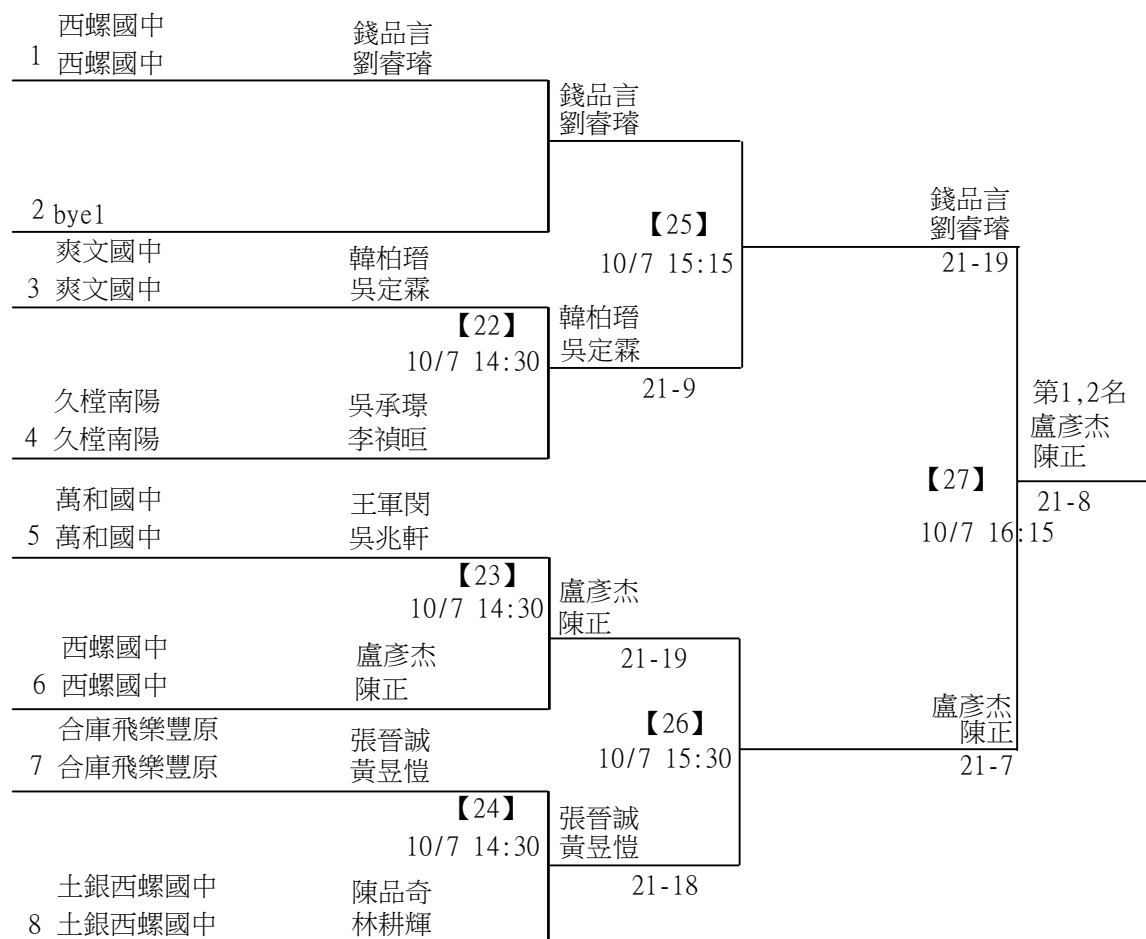 西螺國中 錢品言
1 西螺國中 劉睿璿
錢品言
劉睿璿
2 bye1
【25】
10/7 15:15
錢品言
劉睿璿
21-19
爽文國中 韓柏瑨
3 爽文國中 吳定霖
【22】
10/7 14:30
韓柏瑨
吳定霖
21-9
久樘南陽 吳承璟
4 久樘南陽 李禎晅
第1,2名
盧彥杰
陳正
21-8
【27】
10/7 16:15
萬和國中 王軍閔
5 萬和國中 吳兆軒
【23】
10/7 14:30
盧彥杰
陳正
21-19
西螺國中 盧彥杰
6 西螺國中 陳正
【26】
10/7 15:30
盧彥杰
陳正
21-7
合庫飛樂豐原 張晉誠
7 合庫飛樂豐原 黃昱愷
【24】
10/7 14:30
張晉誠
黃昱愷
21-18
土銀西螺國中 陳品奇
8 土銀西螺國中 林耕輝